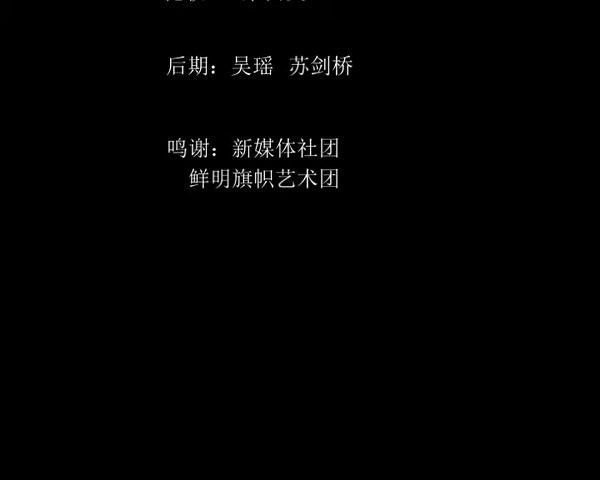 后期：吴瑶 苏剑桥
鸣谢：新媒体社团
鲜明旗帜艺术团